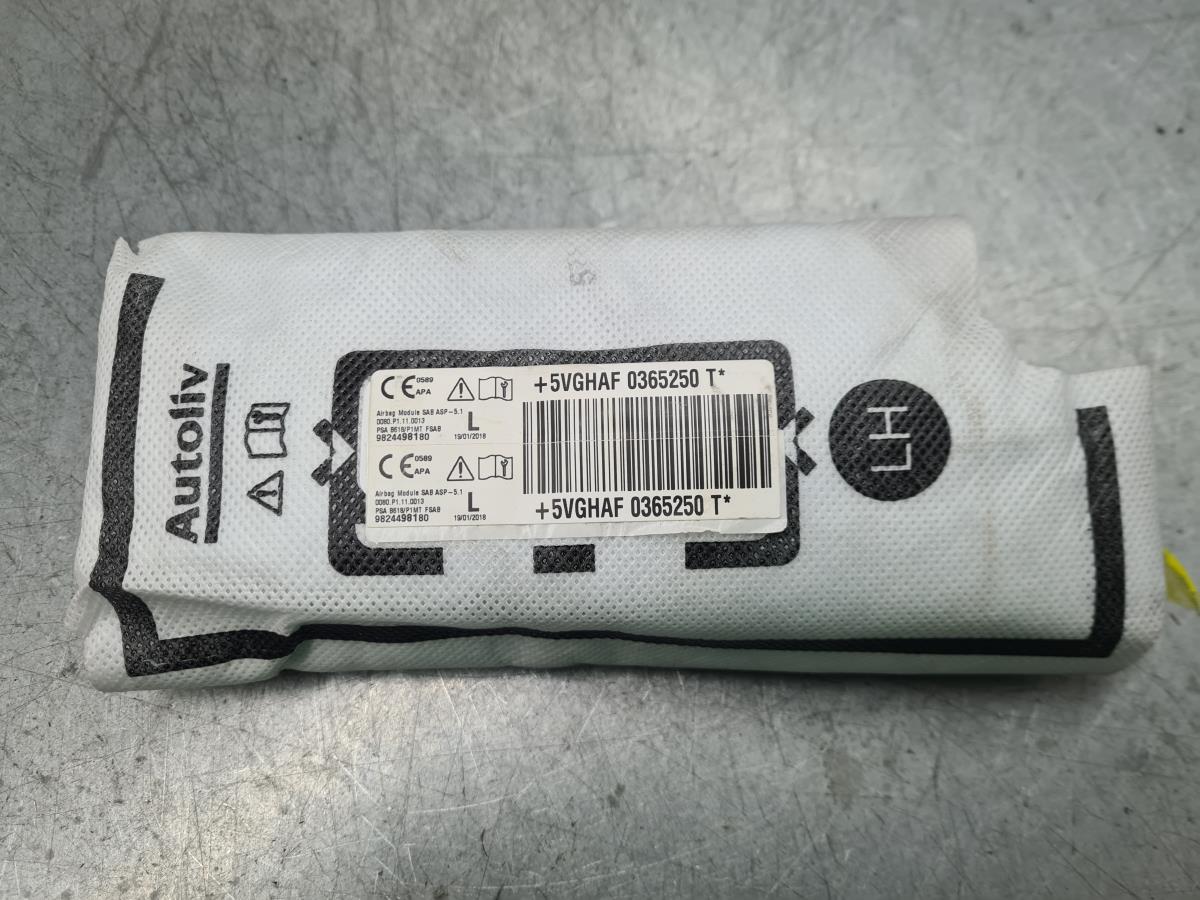 Autoliv
CE 0589
APA
Airbag Module SAB ASP-5.1
0080.P1.11.0013
PSA B618/P1MT FSAB
9824498180
L
19/01/2018
CE 0589
APA
Airbag Module SAB ASP-5.1
0080.P1.11.0013
PSA B618/P1MT FSAB
9824498180
L
19/01/2018
+5VGHAF 0365250 T*
+5VGHAF 0365250 T*
LH